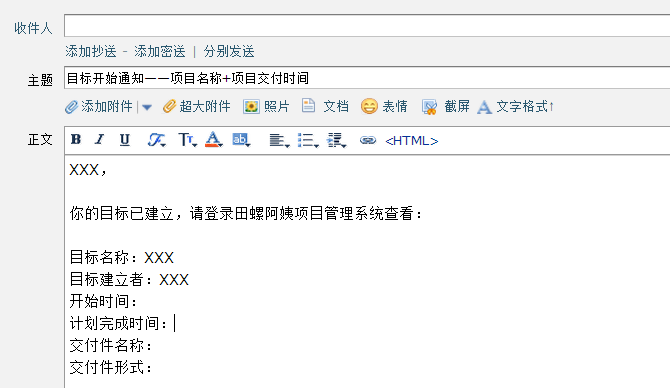 收件人
添加抄送 - 添加密送 | 分别发送
主题 目标开始通知——项目名称+项目交付时间
添加附件 | 超大附件 照片 文档 表情 截屏 文字格式↑
正文 B I U F TT A ab <HTML>
XXX，
你的目标已建立，请登录田螺阿姨项目管理系统查看：
目标名称：XXX
目标建立者：XXX
开始时间：
计划完成时间：
交付件名称：
交付件形式：